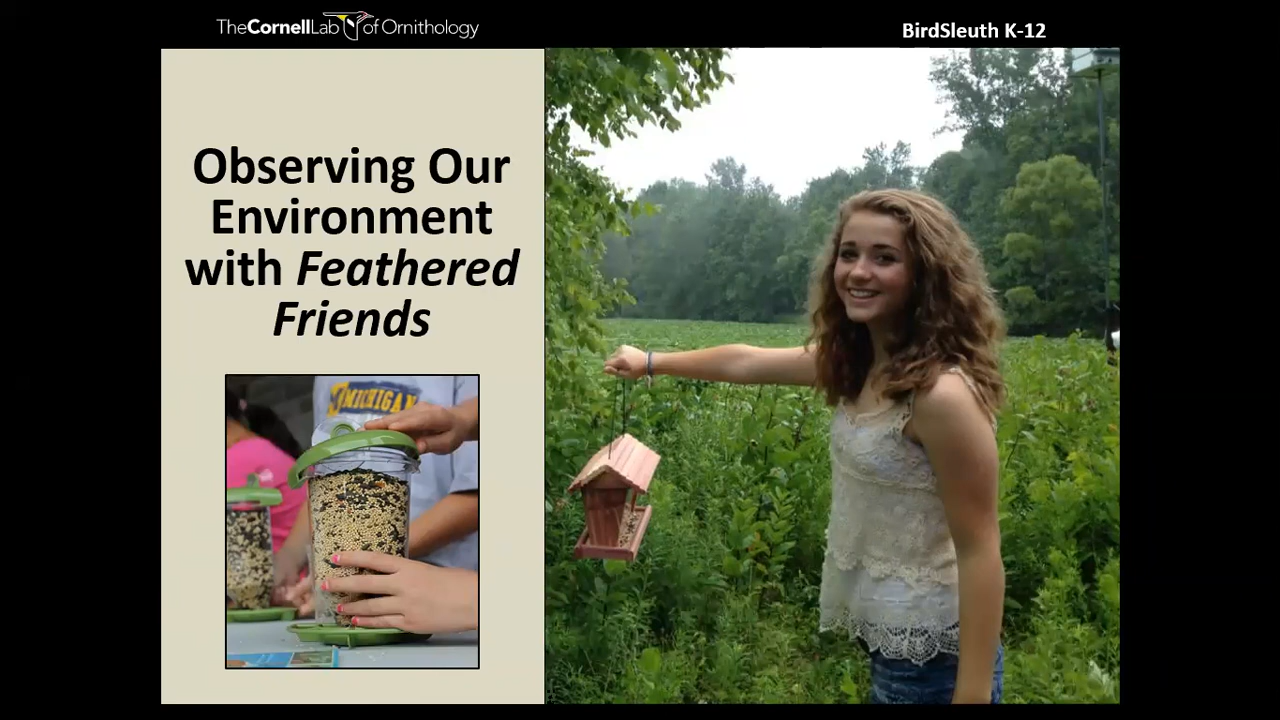 TheCornellLab of Ornithology
BirdSleuth K-12
Observing Our
Environment
with Feathered
Friends
MICHIGAN